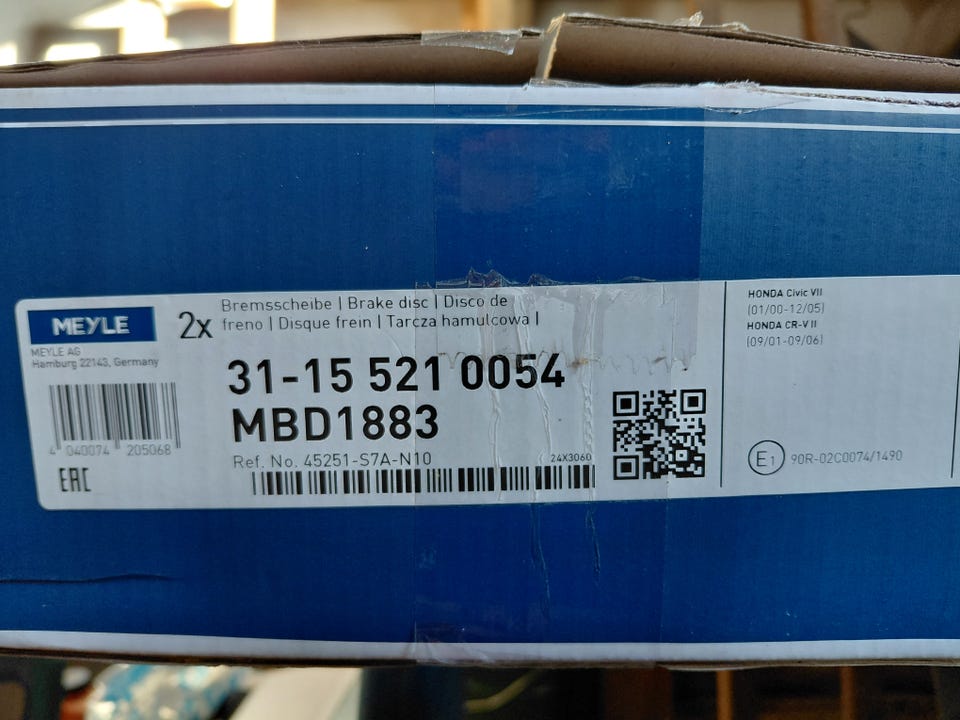 MEYLE
MEYLE AG
Hamburg 22143, Germany
4 040074 205068
EAC
2x
Bremsscheibe | Brake disc | Disco de
freno | Disque frein | Tarcza hamulcowa |
31-15 521 0054
MBD1883
Ref. No. 45251-S7A-N10
24X3060
HONDA Civic VII
(01/00-12/05)
HONDA CR-V II
(09/01-09/06)
E1 90R-02C0074/1490